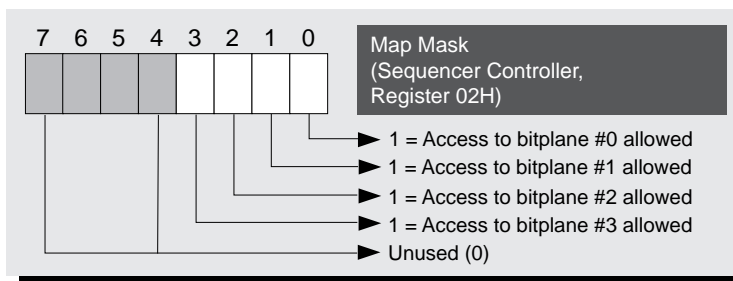 7 6 5 4 3 2 1 0
Map Mask
(Sequencer Controller,
Register 02H)
1 = Access to bitplane #0 allowed
1 = Access to bitplane #1 allowed
1 = Access to bitplane #2 allowed
1 = Access to bitplane #3 allowed
Unused (0)